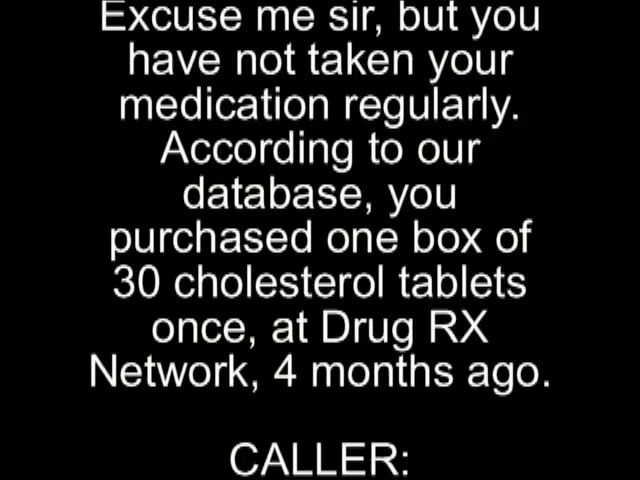 Excuse me sir, but you
have not taken your
medication regularly.
According to our
database, you
purchased one box of
30 cholesterol tablets
once, at Drug RX
Network, 4 months ago.
CALLER: